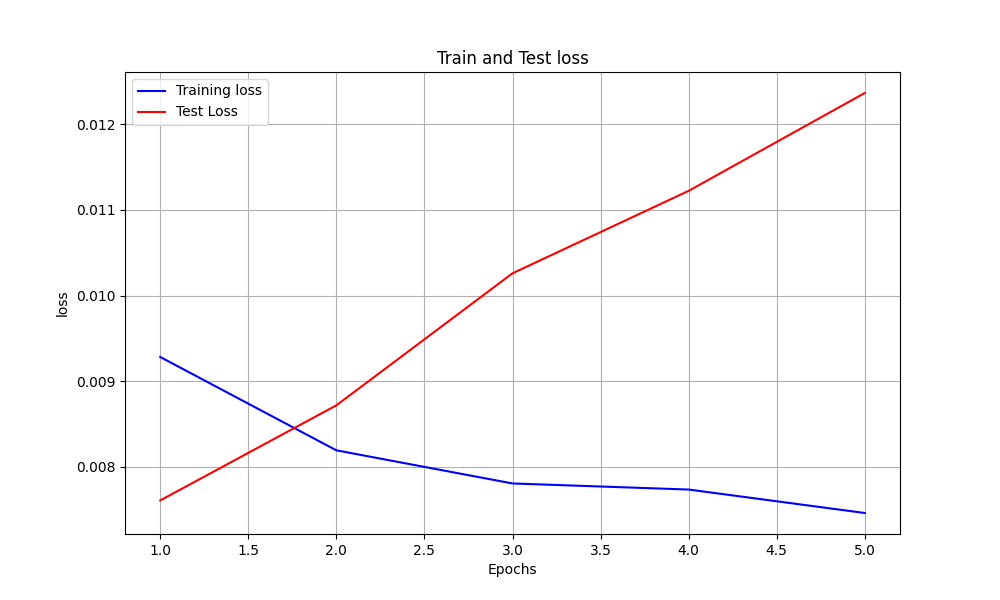 Train and Test loss
Training loss
Test Loss
0.012
0.011
0.010
0.009
0.008
loss
1.0 1.5 2.0 2.5 3.0 3.5 4.0 4.5 5.0
Epochs